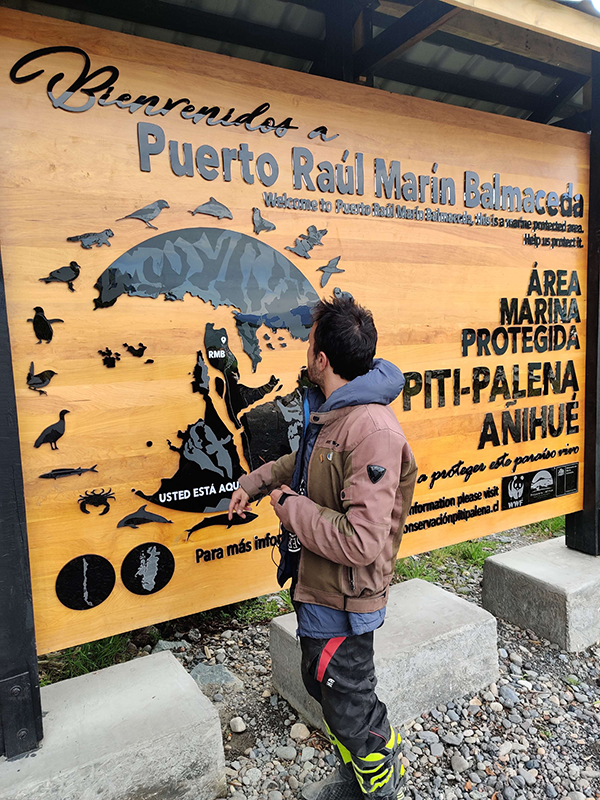 Bienvenidos a
Puerto Raúl Marín Balmaceda
Welcome to Puerto Raúl Marín Balmaceda, this is a marine protected area.
Help us protect it.
ÁREA
MARINA
PROTEGIDA
PITI-PALENA
AÑIHUÉ
RMB
USTED ESTÁ AQUÍ
a proteger este paraíso vivo
Para más infor
information please visit
conservaciónpitipalena.cl
WWF